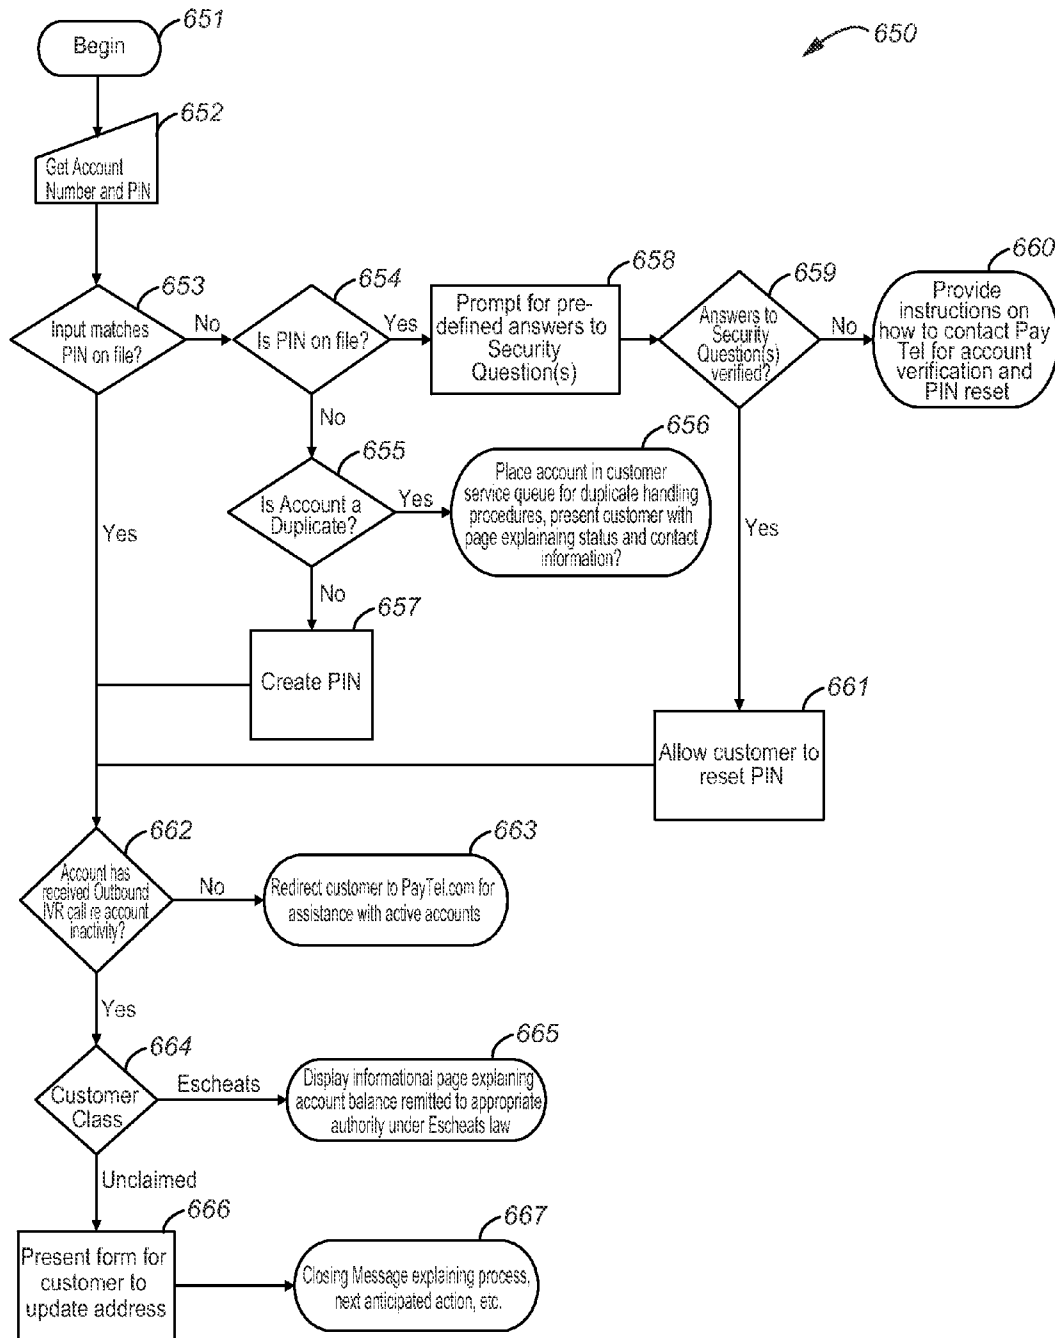 651
Begin
650
652
Get Account
Number and PIN
653
Input matches
PIN on file?
No
654
Is PIN on file?
Yes
658
Prompt for pre-
defined answers to
Security
Question(s)
659
Answers to
Security
Question(s)
verified?
No
660
Provide
instructions on
how to contact Pay
Tel for account
verification and
PIN reset
No
655
Is Account a
Duplicate?
Yes
656
Place account in customer
service queue for duplicate handling
procedures, present customer with
page explainaing status and contact
information?
Yes
Yes
No
657
Create PIN
661
Allow customer to
reset PIN
662
Account has
received Outbound
IVR call re account
inactivity?
No
663
Redirect customer to PayTel.com for
assistance with active accounts
Yes
664
Customer
Class
Escheats
665
Display informational page explaining
account balance remitted to appropriate
authority under Escheats law
Unclaimed
666
Present form for
customer to
update address
667
Closing Message explaining process,
next anticipated action, etc.